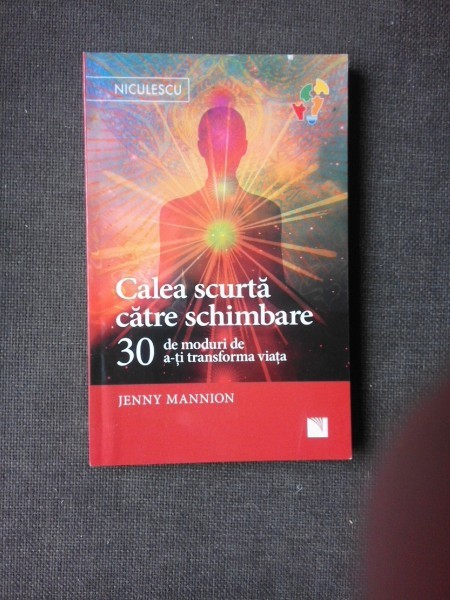 NICULESCU
Calea scurtă
către schimbare
30 de moduri de
a-ți transforma viața
JENNY MANNION